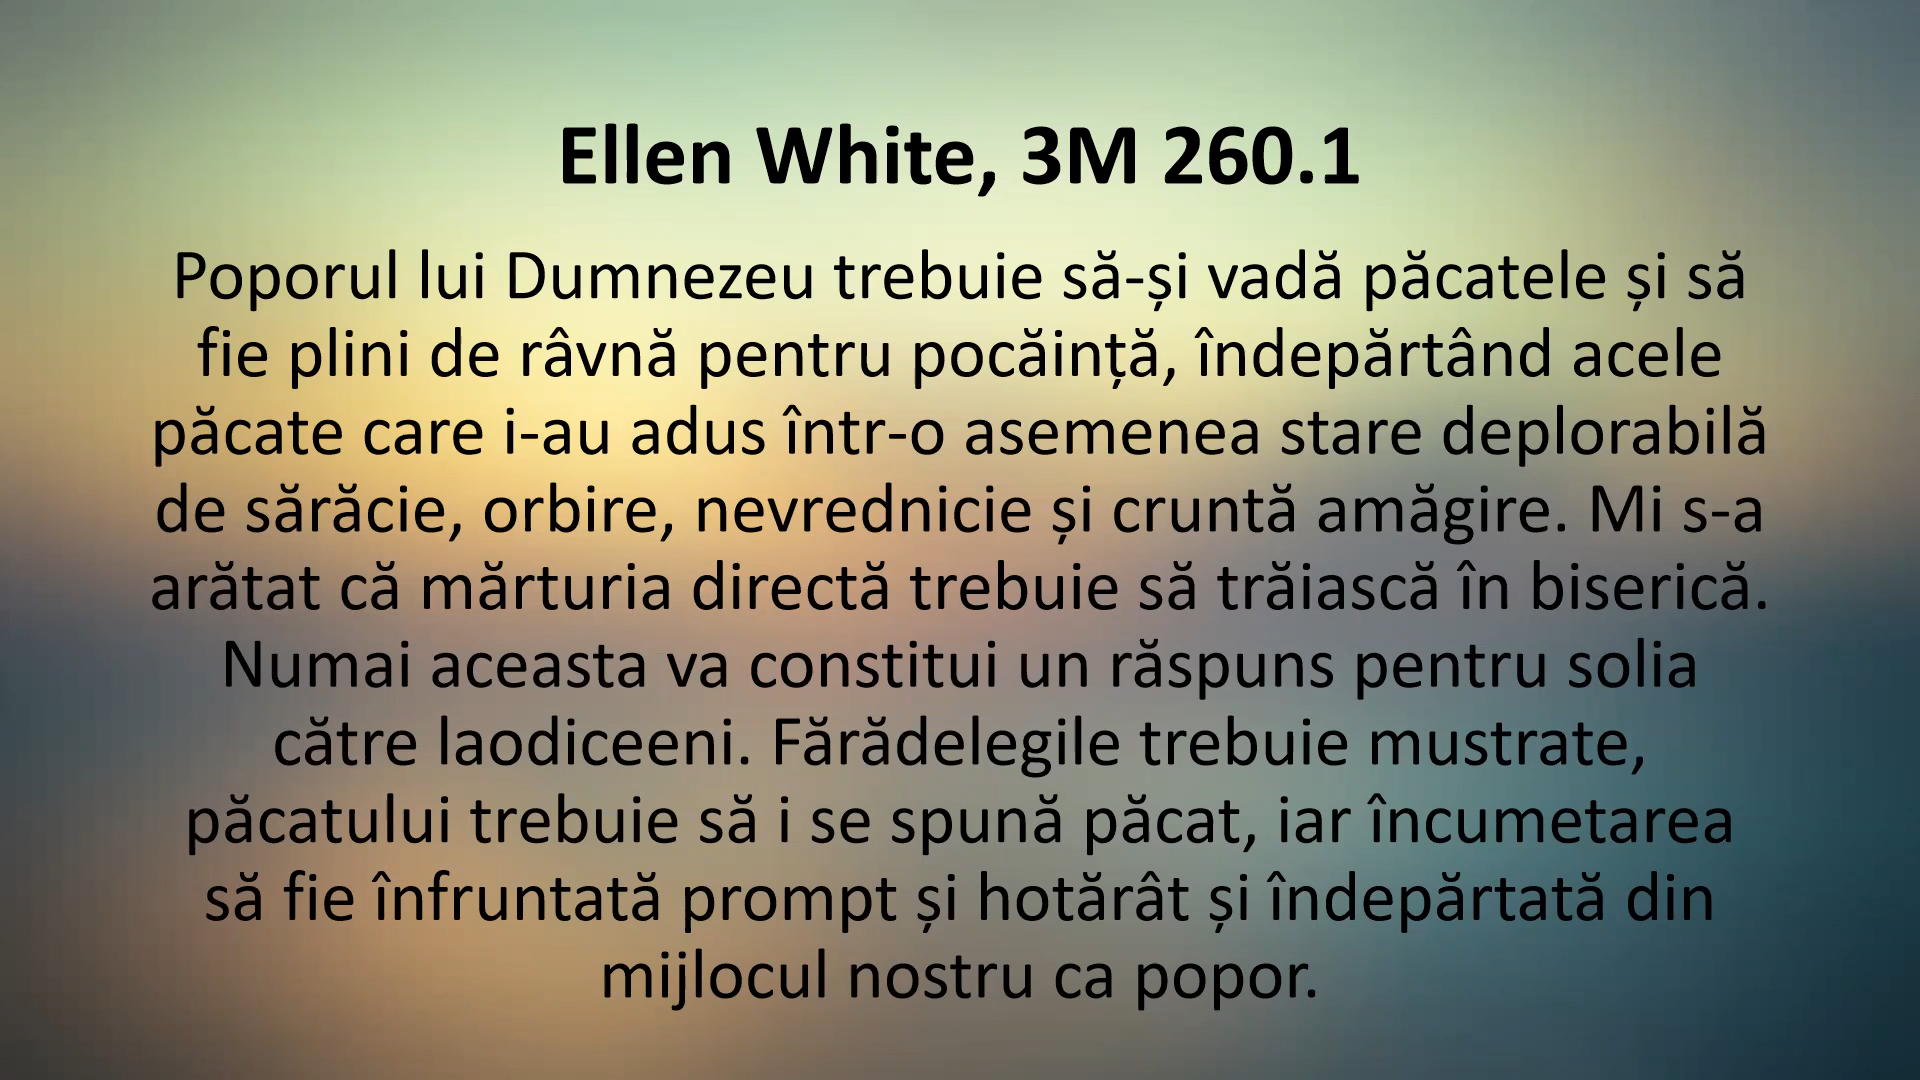 Ellen White, 3M 260.1
Poporul lui Dumnezeu trebuie să-și vadă păcatele și să
fie plini de râvnă pentru pocăință, îndepărtând acele
păcate care i-au adus într-o asemenea stare deplorabilă
de sărăcie, orbire, nevrednicie și cruntă amăgire. Mi s-a
arătat că mărturia directă trebuie să trăiască în biserică.
Numai aceasta va constitui un răspuns pentru solia
către laodiceeni. Fărădelegile trebuie mustrate,
păcatului trebuie să i se spună păcat, iar încumetarea
să fie înfruntată prompt și hotărât și îndepărtată din
mijlocul nostru ca popor.